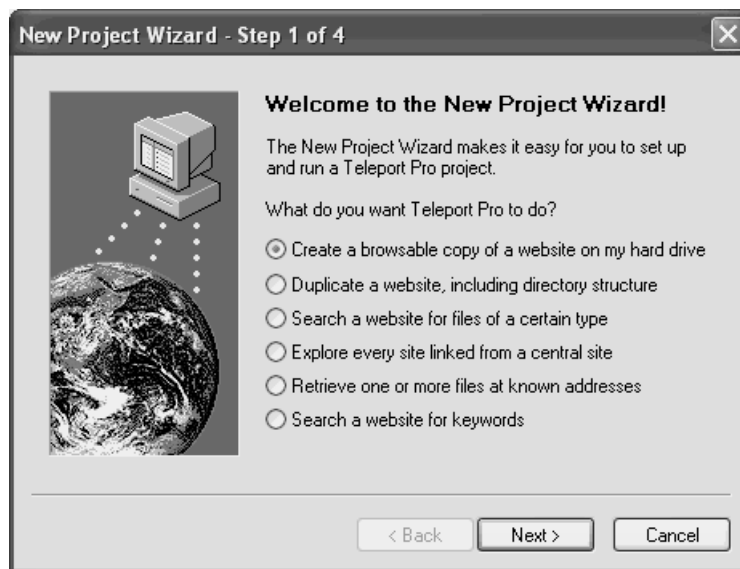 New Project Wizard - Step 1 of 4
Welcome to the New Project Wizard!
The New Project Wizard makes it easy for you to set up
and run a Teleport Pro project.
What do you want Teleport Pro to do?
Create a browsable copy of a website on my hard drive
Duplicate a website, including directory structure
Search a website for files of a certain type
Explore every site linked from a central site
Retrieve one or more files at known addresses
Search a website for keywords
< Back Next > Cancel